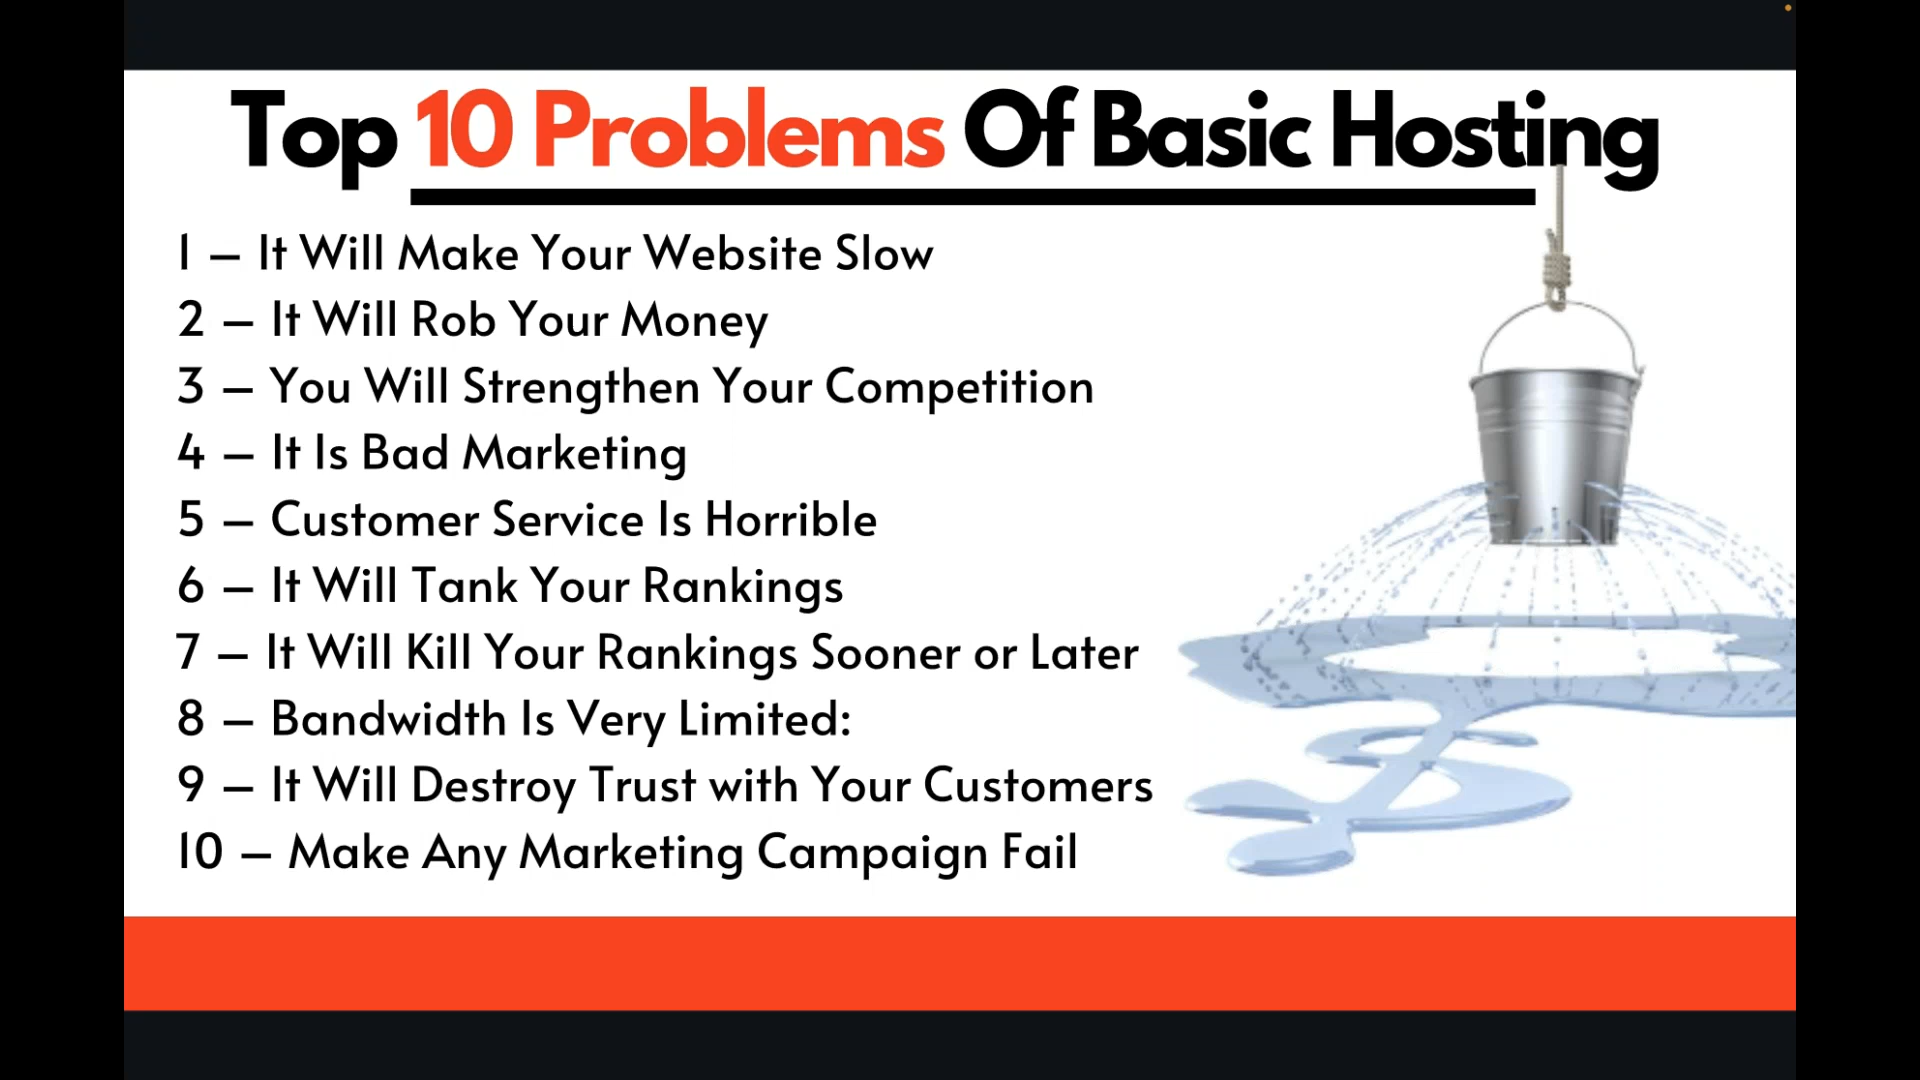 Top 10 Problems Of Basic Hosting
1 – It Will Make Your Website Slow
2 – It Will Rob Your Money
3 – You Will Strengthen Your Competition
4 – It Is Bad Marketing
5 – Customer Service Is Horrible
6 – It Will Tank Your Rankings
7 – It Will Kill Your Rankings Sooner or Later
8 – Bandwidth Is Very Limited:
9 – It Will Destroy Trust with Your Customers
10 – Make Any Marketing Campaign Fail